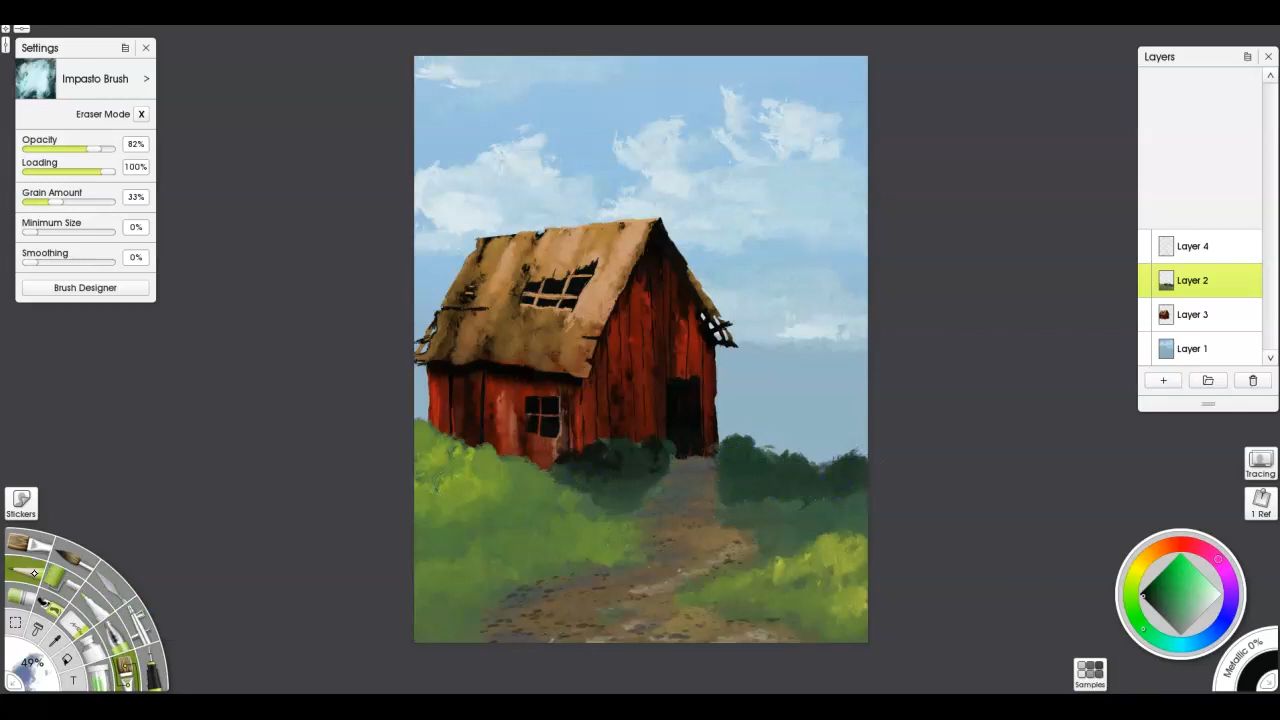 Settings
Impasto Brush >
Eraser Mode X
Opacity
82%
Loading
100%
Grain Amount
33%
Minimum Size
0%
Smoothing
0%
Brush Designer
Stickers
49%
T
Layers
Layer 4
Layer 2
Layer 3
Layer 1
Tracing
1 Ref
Samples
Metallic 0%